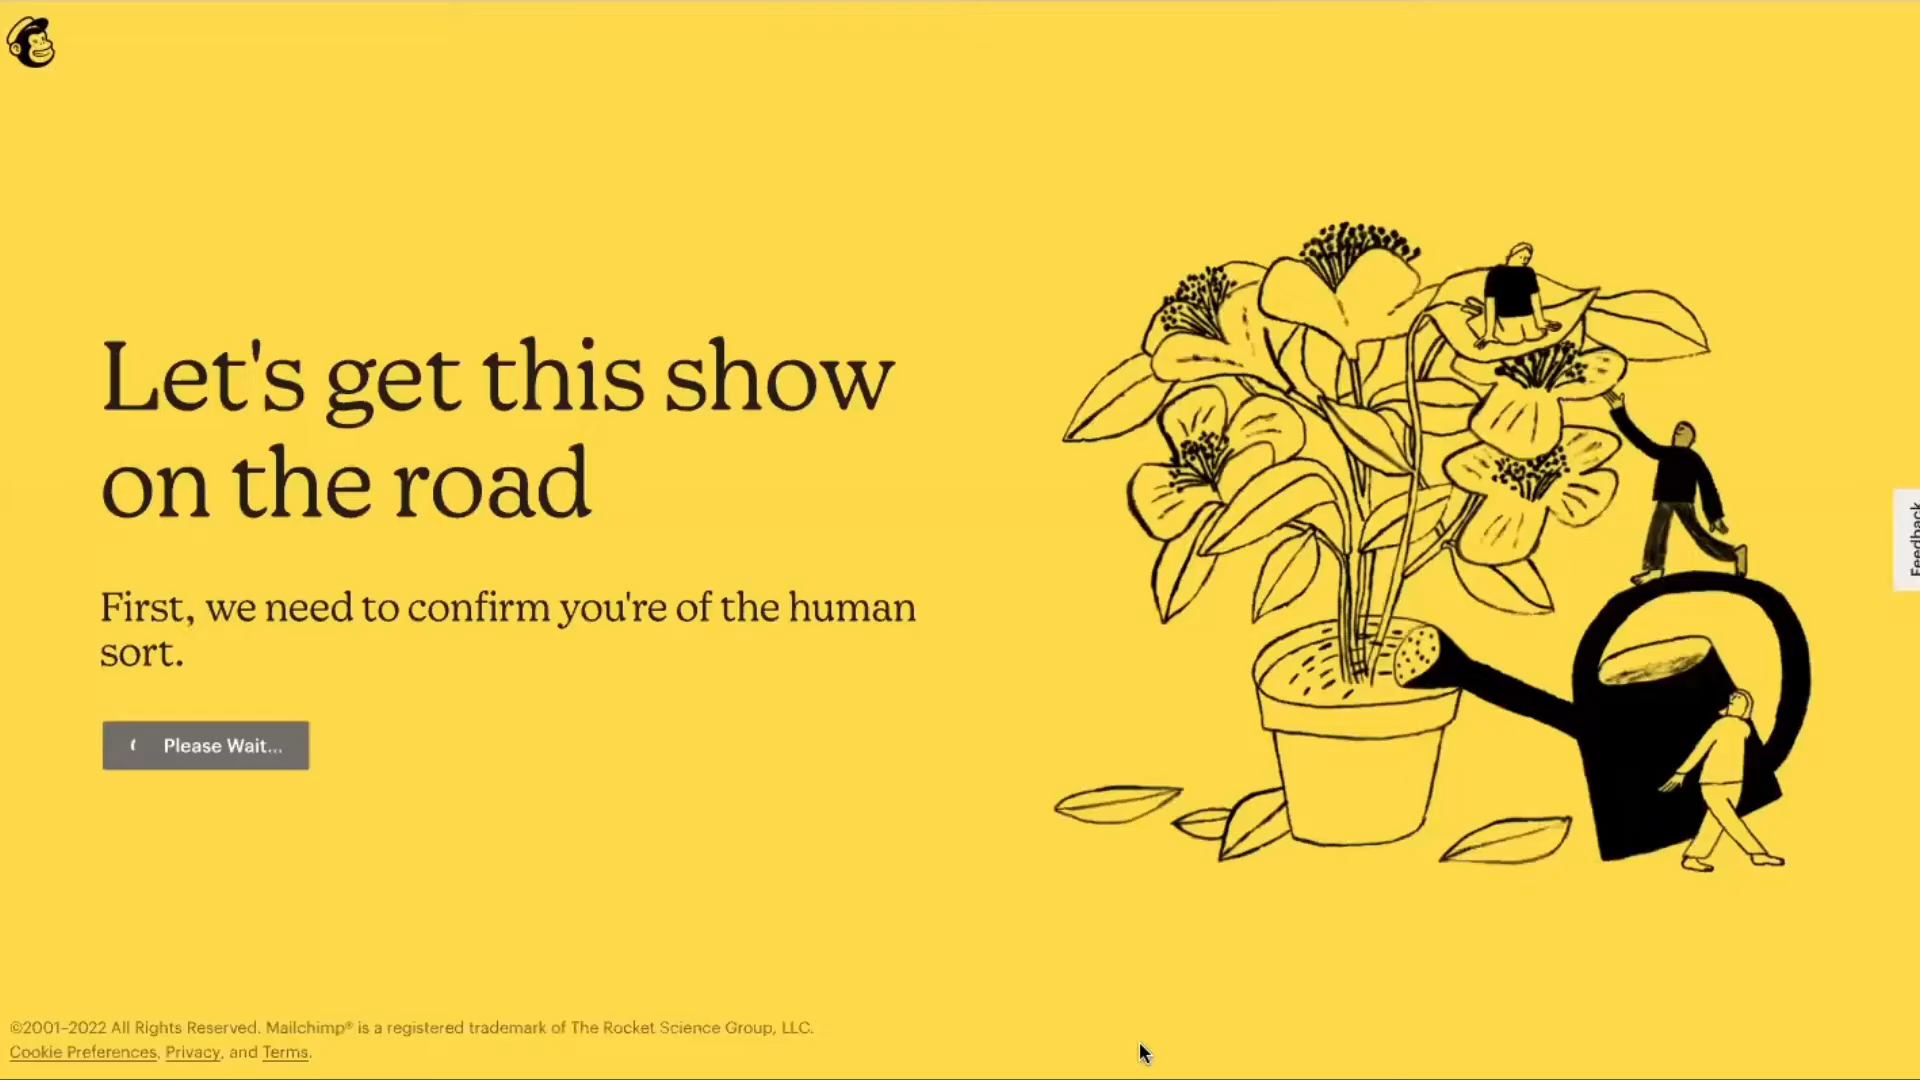 Let's get this show
on the road
First, we need to confirm you're of the human
sort.
Please Wait...
Feedback
©2001–2022 All Rights Reserved. Mailchimp® is a registered trademark of The Rocket Science Group, LLC.
Cookie Preferences, Privacy, and Terms.